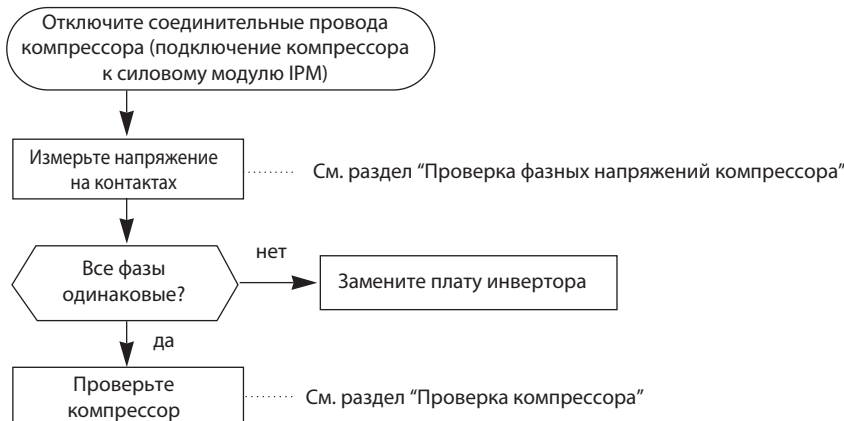 Отключите соединительные провода
компрессора (подключение компрессора
к силовому модулю IPM)
Измерьте напряжение
на контактах
См. раздел “Проверка фазных напряжений компрессора”
Все фазы
одинаковые?
нет
Замените плату инвертора
да
Проверьте
компрессор
См. раздел “Проверка компрессора”